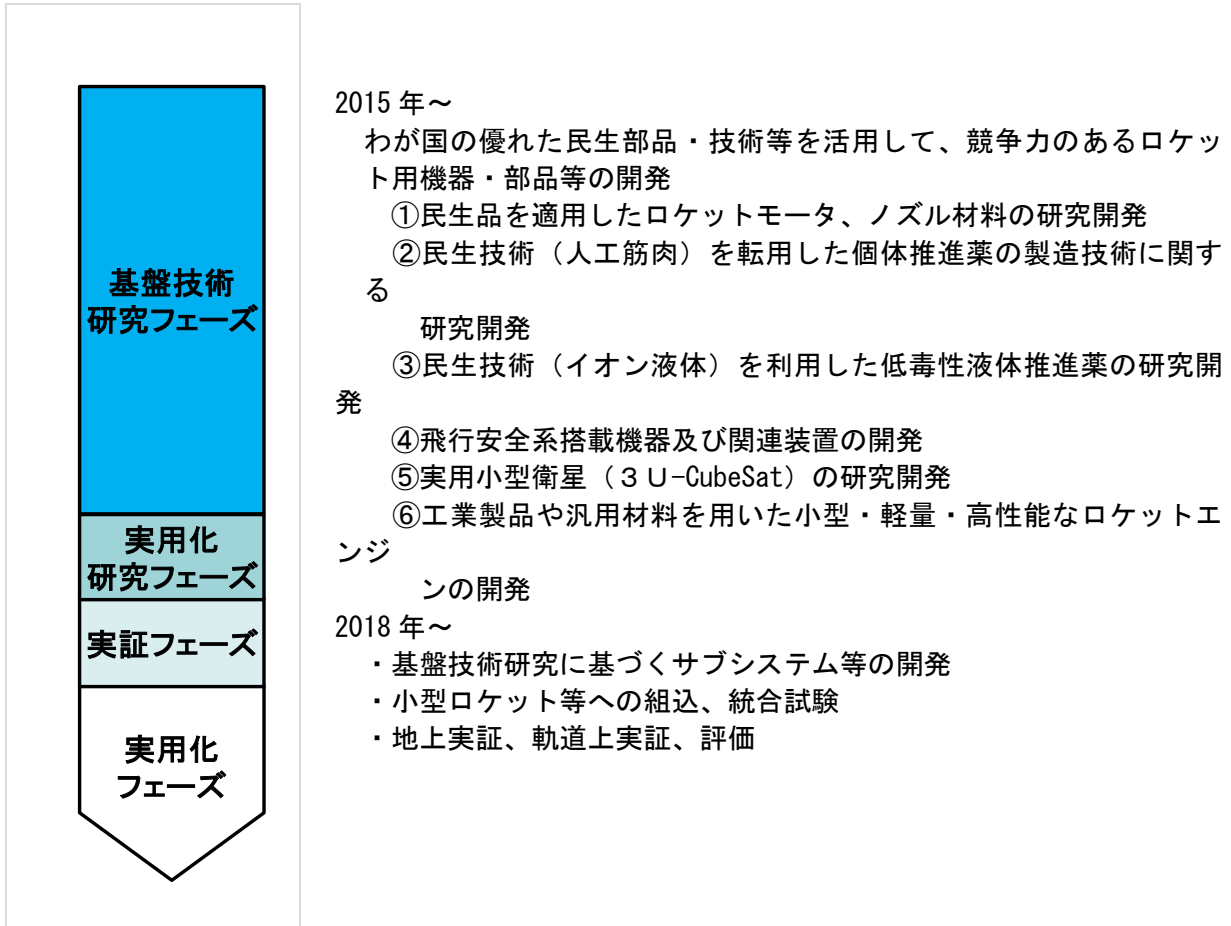 基盤技術
研究フェーズ
実用化
研究フェーズ
実証フェーズ
実用化
フェーズ
2015 年～
わが国の優れた民生部品・技術等を活用して、競争力のあるロケッ
ト用機器・部品等の開発
①民生品を適用したロケットモータ、ノズル材料の研究開発
②民生技術（人工筋肉）を転用した個体推進薬の製造技術に関す
る
研究開発
③民生技術（イオン液体）を利用した低毒性液体推進薬の研究開
発
④飛行安全系搭載機器及び関連装置の開発
⑤実用小型衛星（３Ｕ-CubeSat）の研究開発
⑥工業製品や汎用材料を用いた小型・軽量・高性能なロケットエ
ンジ
ンの開発
2018 年～
・基盤技術研究に基づくサブシステム等の開発
・小型ロケット等への組込、統合試験
・地上実証、軌道上実証、評価